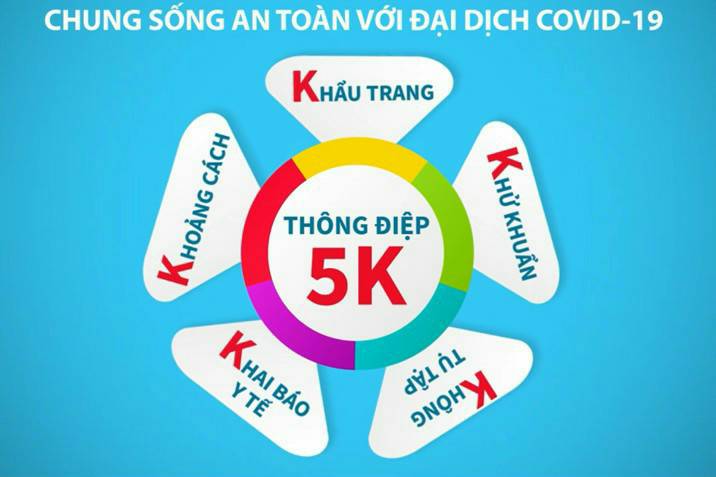 CHUNG SỐNG AN TOÀN VỚI ĐẠI DỊCH COVID-19
KHẨU TRANG
KHỬ KHUẨN
KHÔNG
TỤ TẬP
KHAI BÁO
Y TẾ
KHOẢNG CÁCH
THÔNG ĐIỆP
5K